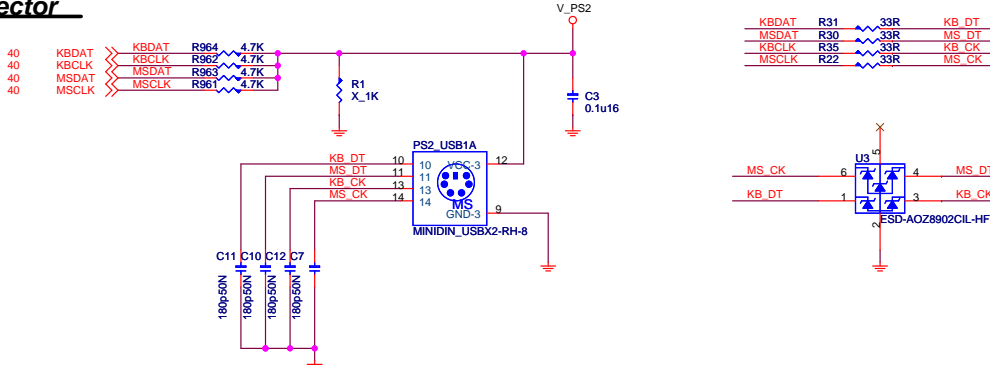 ector
V_PS2
40 KBDAT KBDAT R964 4.7K
40 KBCLK KBCLK R962 4.7K
40 MSDAT MSDAT R963 4.7K
40 MSCLK MSCLK R961 4.7K
R1
X_1K
C3
0.1u16
KBDAT R31 33R KB_DT
MSDAT R30 33R MS_DT
KBCLK R35 33R KB_CK
MSCLK R22 33R MS_CK
PS2_USB1A
KB_DT 10 10 VCC-3 12
MS_DT 11 11
KB_CK 13 13
MS_CK 14 14 MS
GND-3 9
MINIDIN_USBX2-RH-8
C11 C10 C12 C7
180p50N 180p50N 180p50N 180p50N
5
U3
MS_CK 6 4 MS_DT
KB_DT 1 3 KB_CK
2
ESD-AOZ8902CIL-HF